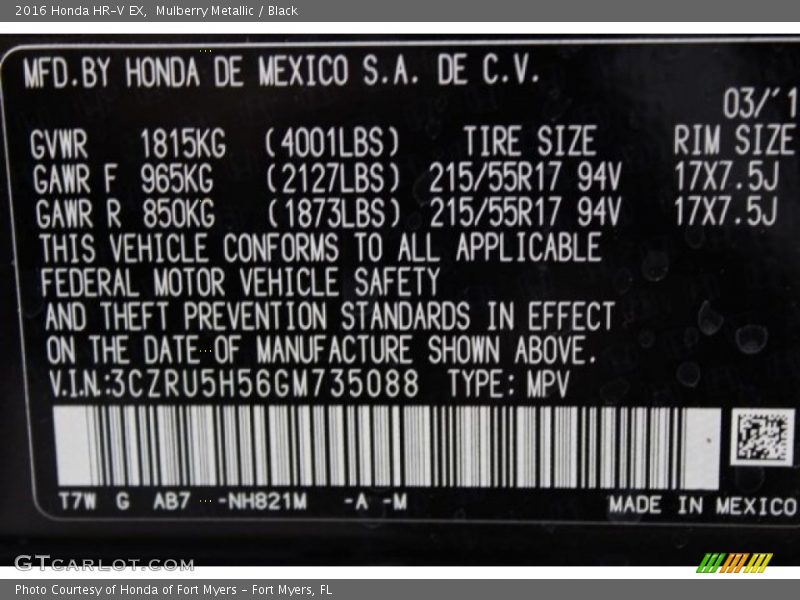 2016 Honda HR-V EX,  Mulberry Metallic / Black
MFD.BY HONDA DE MEXICO S.A. DE C.V.
03/'1
GVWR 1815KG (4001LBS) TIRE SIZE RIM SIZE
GAWR F 965KG (2127LBS) 215/55R17 94V 17X7.5J
GAWR R 850KG (1873LBS) 215/55R17 94V 17X7.5J
THIS VEHICLE CONFORMS TO ALL APPLICABLE
FEDERAL MOTOR VEHICLE SAFETY
AND THEFT PREVENTION STANDARDS IN EFFECT
ON THE DATE OF MANUFACTURE SHOWN ABOVE.
V.I.N.:3CZRU5H56GM735088 TYPE: MPV
T7W G AB7 -NH821M -A -M
MADE IN MEXICO
GTCARLOT.COM
Photo Courtesy of Honda of Fort Myers - Fort Myers, FL